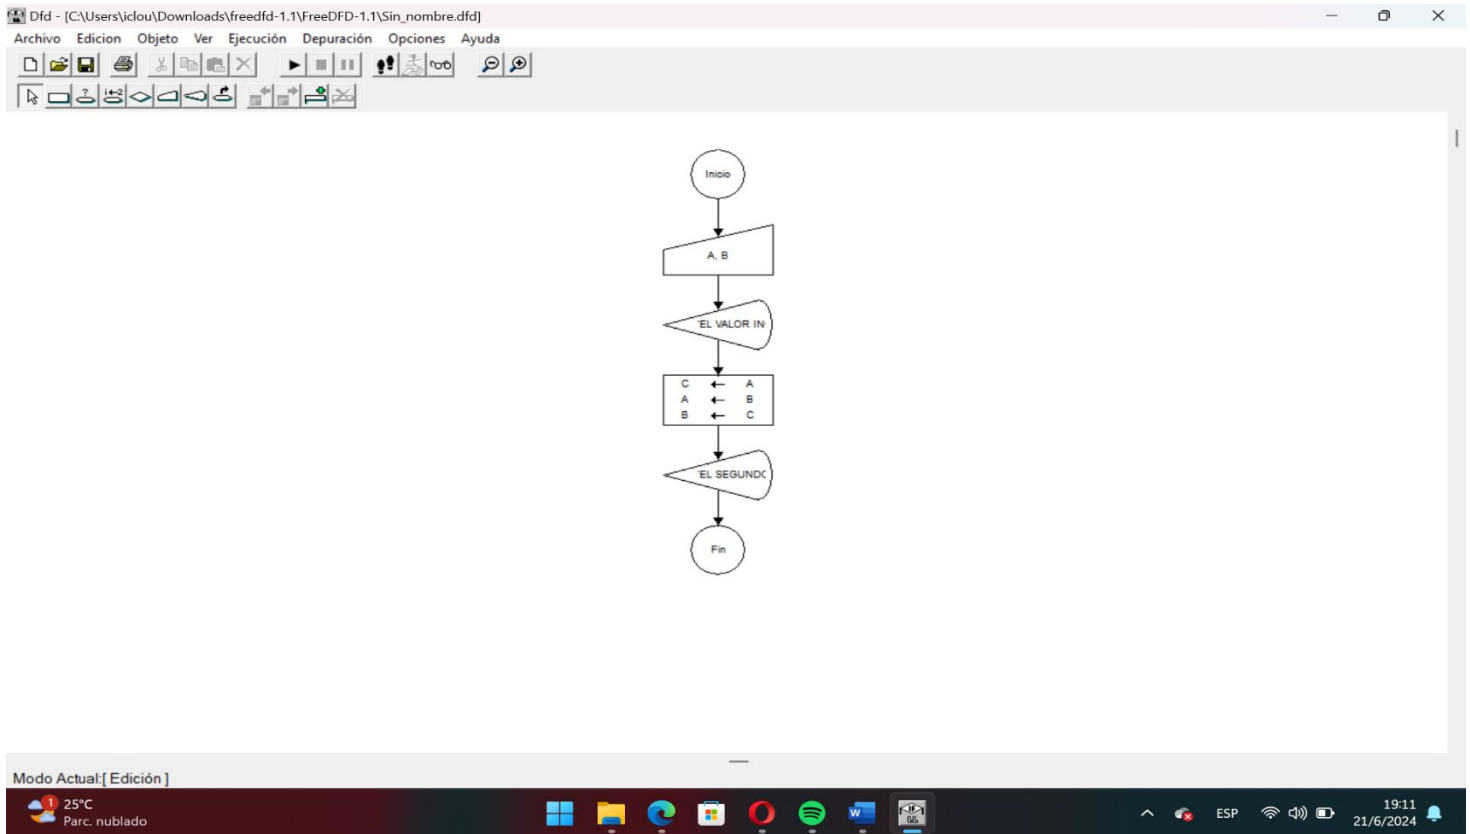 Dfd - [C:\Users\iclou\Downloads\freedfd-1.1\FreeDFD-1.1\Sin_nombre.dfd]
Archivo Edicion Objeto Ver Ejecución Depuración Opciones Ayuda
Inicio
A, B
'EL VALOR IN
C ← A
A ← B
B ← C
'EL SEGUNDO
Fin
Modo Actual:[ Edición ]
1
25°C
Parc. nublado
ESP
19:11
21/6/2024